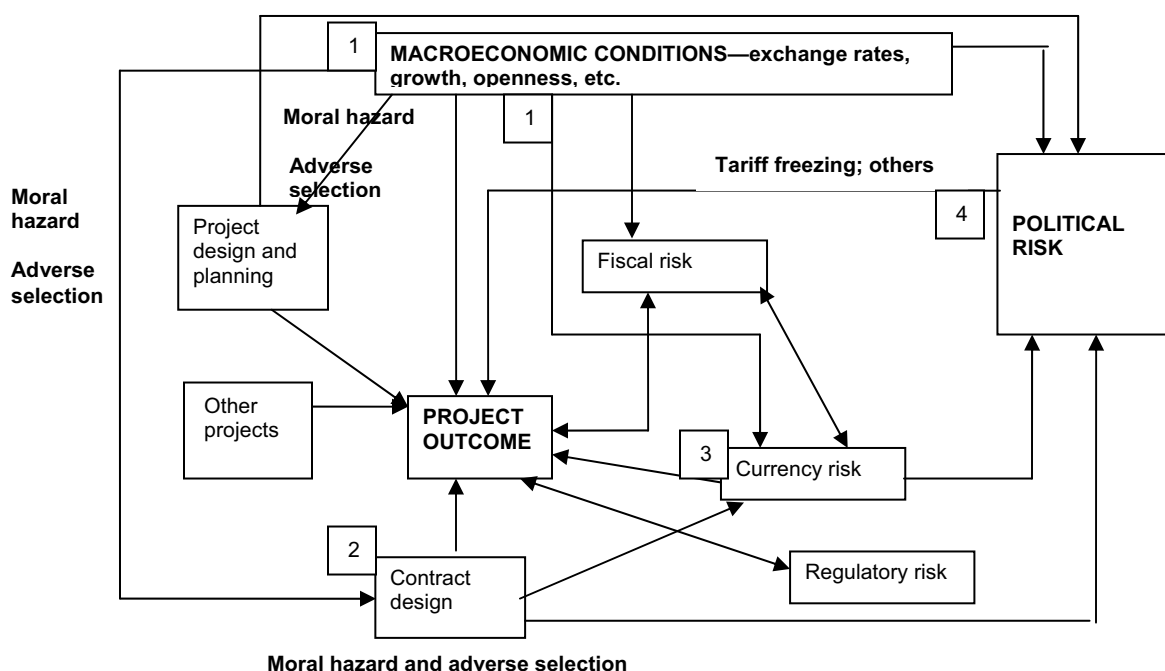 1
MACROECONOMIC CONDITIONS—exchange rates,
growth, openness, etc.
1
Moral hazard
Adverse
selection
Tariff freezing; others
Moral
hazard
Adverse
selection
4
POLITICAL
RISK
Project
design and
planning
Fiscal risk
Other
projects
PROJECT
OUTCOME
3
Currency risk
2
Contract
design
Regulatory risk
Moral hazard and adverse selection